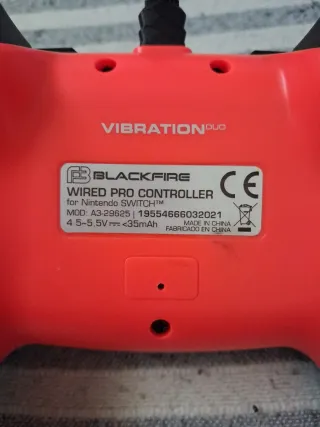 VIBRATION DUO
BLACKFIRE
WIRED PRO CONTROLLER
for Nintendo SWITCH™
MOD: A3-29625 | 19554666032021
4.5-5.5V ⎓ <35mAh
MADE IN CHINA
FABRICADO EN CHINA
CE